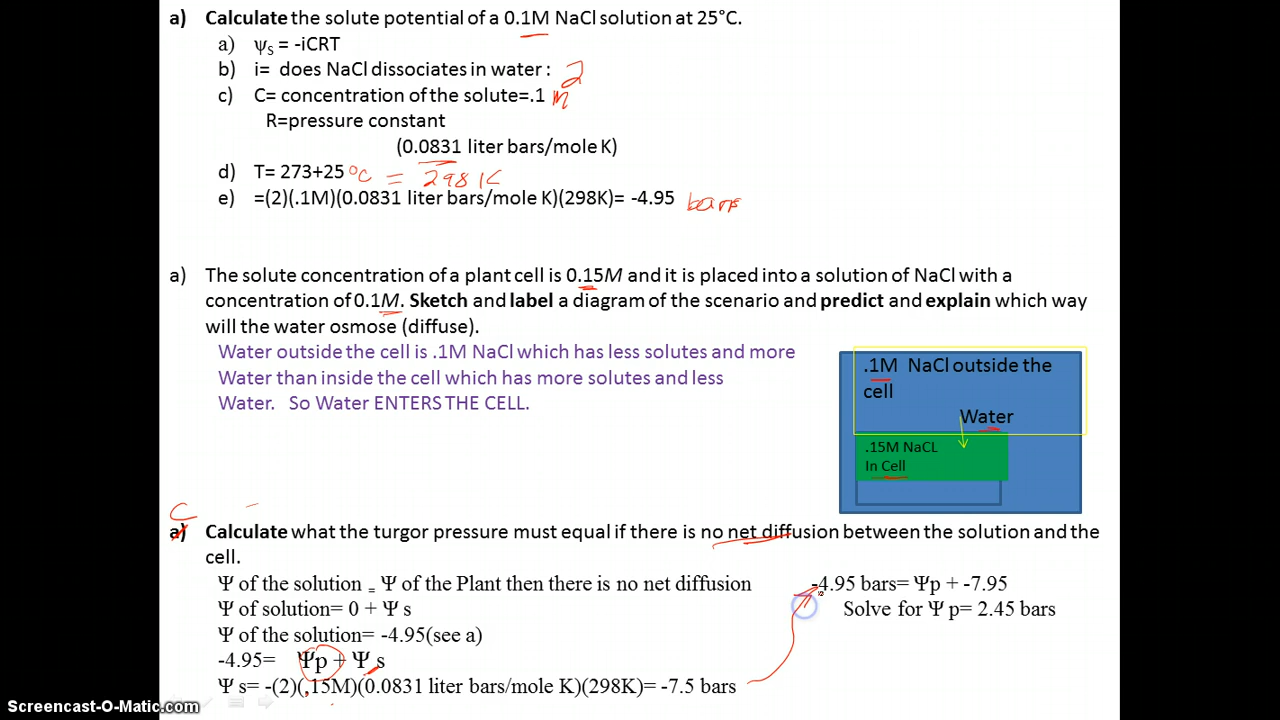 a) Calculate the solute potential of a 0.1M NaCl solution at 25°C.
a) ψS = -iCRT
b) i= does NaCl dissociates in water : 2
c) C= concentration of the solute=.1 m
R=pressure constant
(0.0831 liter bars/mole K)
d) T= 273+25 °C = 298 K
e) =(2)(.1M)(0.0831 liter bars/mole K)(298K)= -4.95 bars
a) The solute concentration of a plant cell is 0.15M and it is placed into a solution of NaCl with a
concentration of 0.1M. Sketch and label a diagram of the scenario and predict and explain which way
will the water osmose (diffuse).
Water outside the cell is .1M NaCl which has less solutes and more
Water than inside the cell which has more solutes and less
Water. So Water ENTERS THE CELL.
.1M NaCl outside the
cell
Water
.15M NaCL
In Cell
C
a) Calculate what the turgor pressure must equal if there is no net diffusion between the solution and the
cell.
Ψ of the solution = Ψ of the Plant then there is no net diffusion
Ψ of solution= 0 + Ψ s
Ψ of the solution= -4.95(see a)
-4.95= Ψp + Ψ s
Ψ s= -(2)(,15M)(0.0831 liter bars/mole K)(298K)= -7.5 bars
-4.95 bars= Ψp + -7.95
Solve for Ψ p= 2.45 bars
Screencast-O-Matic.com